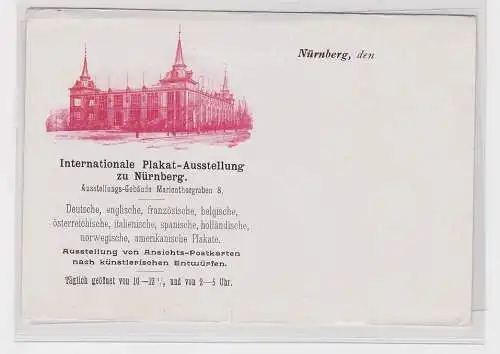 Nürnberg, den
Internationale Plakat-Ausstellung
zu Nürnberg.
Ausstellungs-Gebäude Marienthorgraben 8.
Deutsche, englische, französische, belgische,
österreichische, italienische, spanische, holländische,
norwegische, amerikanische Plakate.
Ausstellung von Ansichts-Postkarten
nach künstlerischen Entwürfen.
Täglich geöffnet von 10—12½, und von 2—5 Uhr.